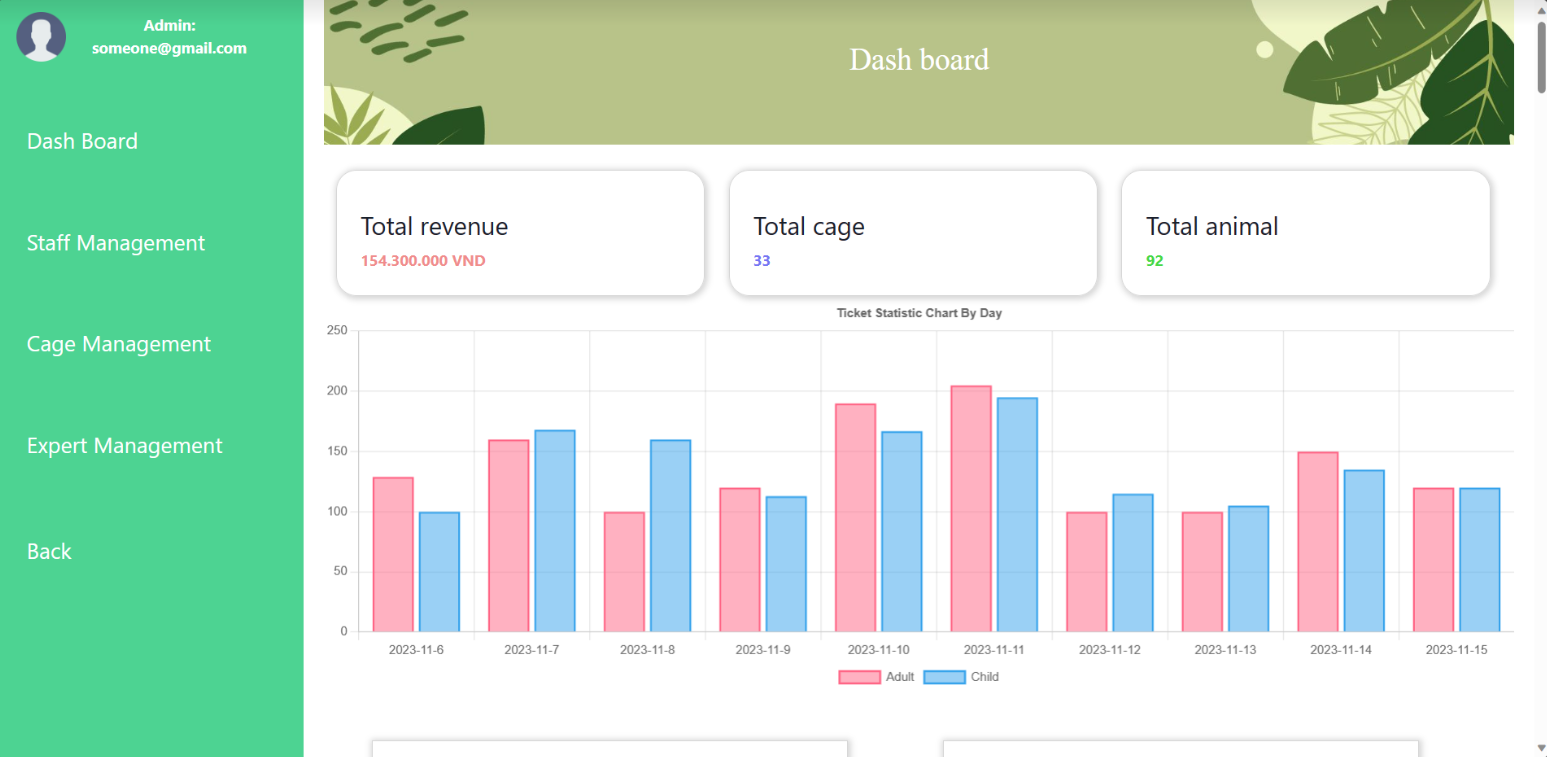 Admin:
someone@gmail.com
Dash Board
Staff Management
Cage Management
Expert Management
Back
Dash board
Total revenue
154.300.000 VND
Total cage
33
Total animal
92
Ticket Statistic Chart By Day
250
200
150
100
50
0
2023-11-6 2023-11-7 2023-11-8 2023-11-9 2023-11-10 2023-11-11 2023-11-12 2023-11-13 2023-11-14 2023-11-15
Adult Child